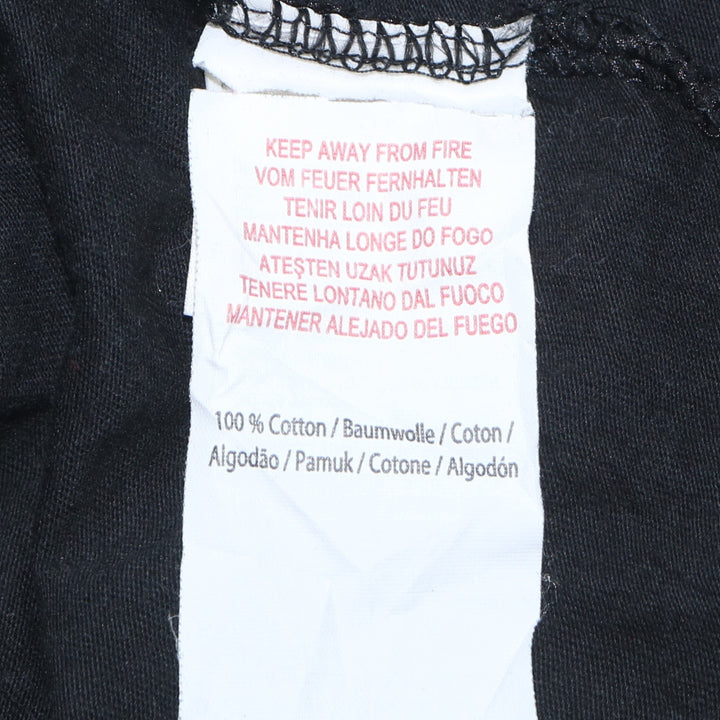 KEEP AWAY FROM FIRE
VOM FEUER FERNHALTEN
TENIR LOIN DU FEU
MANTENHA LONGE DO FOGO
ATEŞTEN UZAK TUTUNUZ
TENERE LONTANO DAL FUOCO
MANTENER ALEJADO DEL FUEGO
100 % Cotton / Baumwolle / Coton /
Algodão / Pamuk / Cotone / Algodón